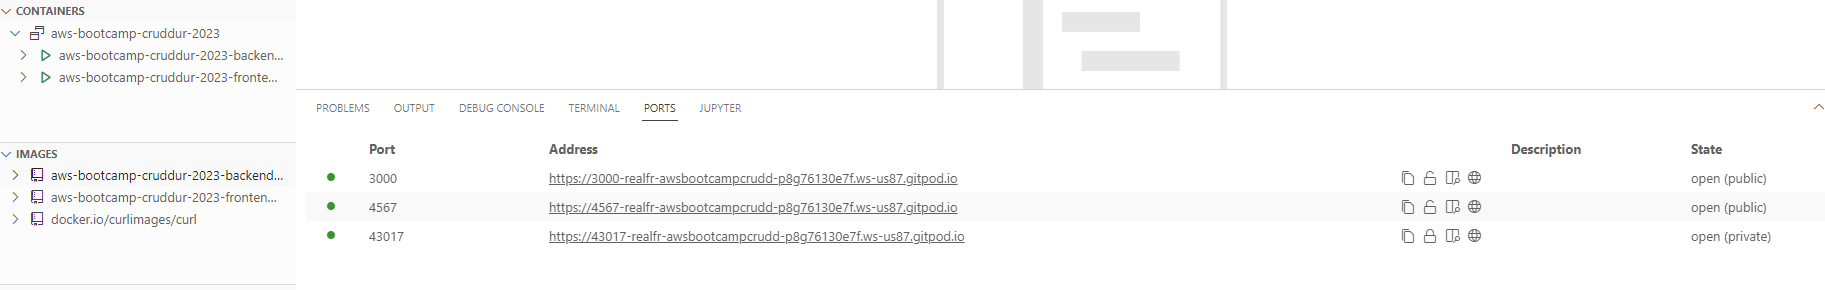 CONTAINERS
aws-bootcamp-cruddur-2023
aws-bootcamp-cruddur-2023-backen...
aws-bootcamp-cruddur-2023-fronte...
IMAGES
aws-bootcamp-cruddur-2023-backend...
aws-bootcamp-cruddur-2023-fronten...
docker.io/curlimages/curl
PROBLEMS OUTPUT DEBUG CONSOLE TERMINAL PORTS JUPYTER
Port Address Description State
3000 https://3000-realfr-awsbootcampcrudd-p8g76130e7f.ws-us87.gitpod.io open (public)
4567 https://4567-realfr-awsbootcampcrudd-p8g76130e7f.ws-us87.gitpod.io open (public)
43017 https://43017-realfr-awsbootcampcrudd-p8g76130e7f.ws-us87.gitpod.io open (private)